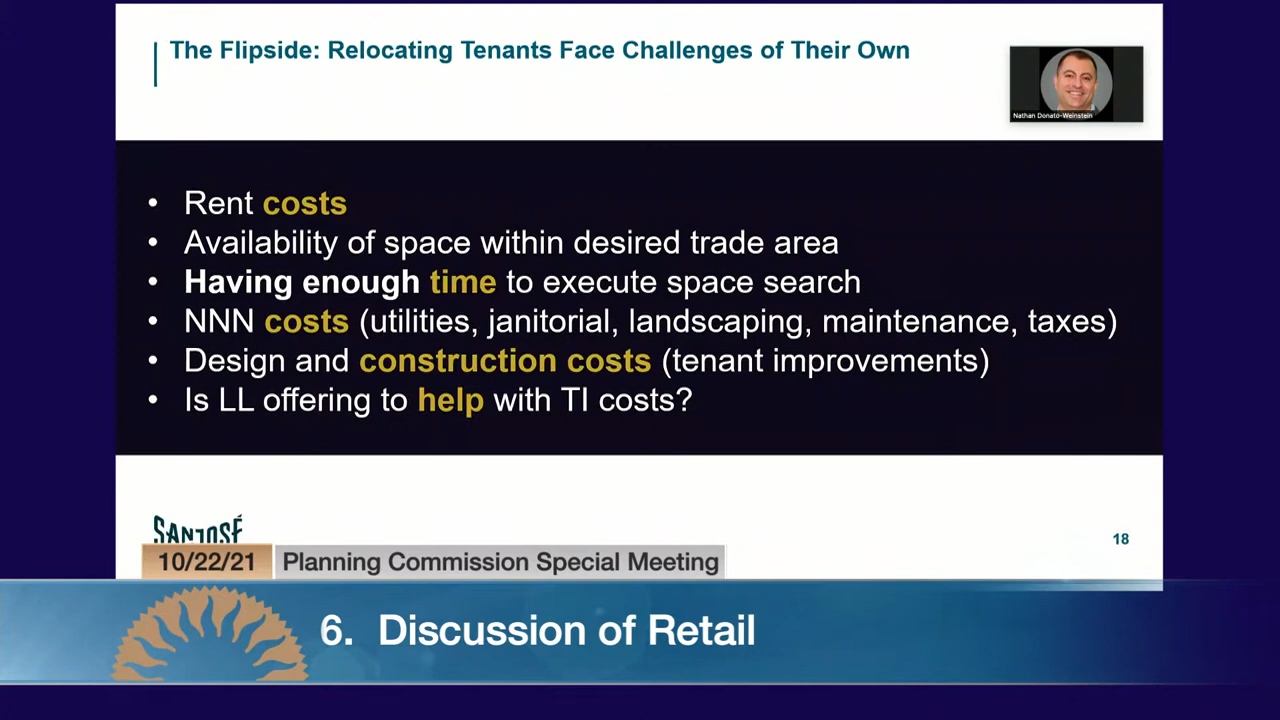 The Flipside: Relocating Tenants Face Challenges of Their Own
Nathan Donato-Weinstein
• Rent costs
• Availability of space within desired trade area
• Having enough time to execute space search
• NNN costs (utilities, janitorial, landscaping, maintenance, taxes)
• Design and construction costs (tenant improvements)
• Is LL offering to help with TI costs?
SAN JOSÉ
18
10/22/21 Planning Commission Special Meeting
6. Discussion of Retail